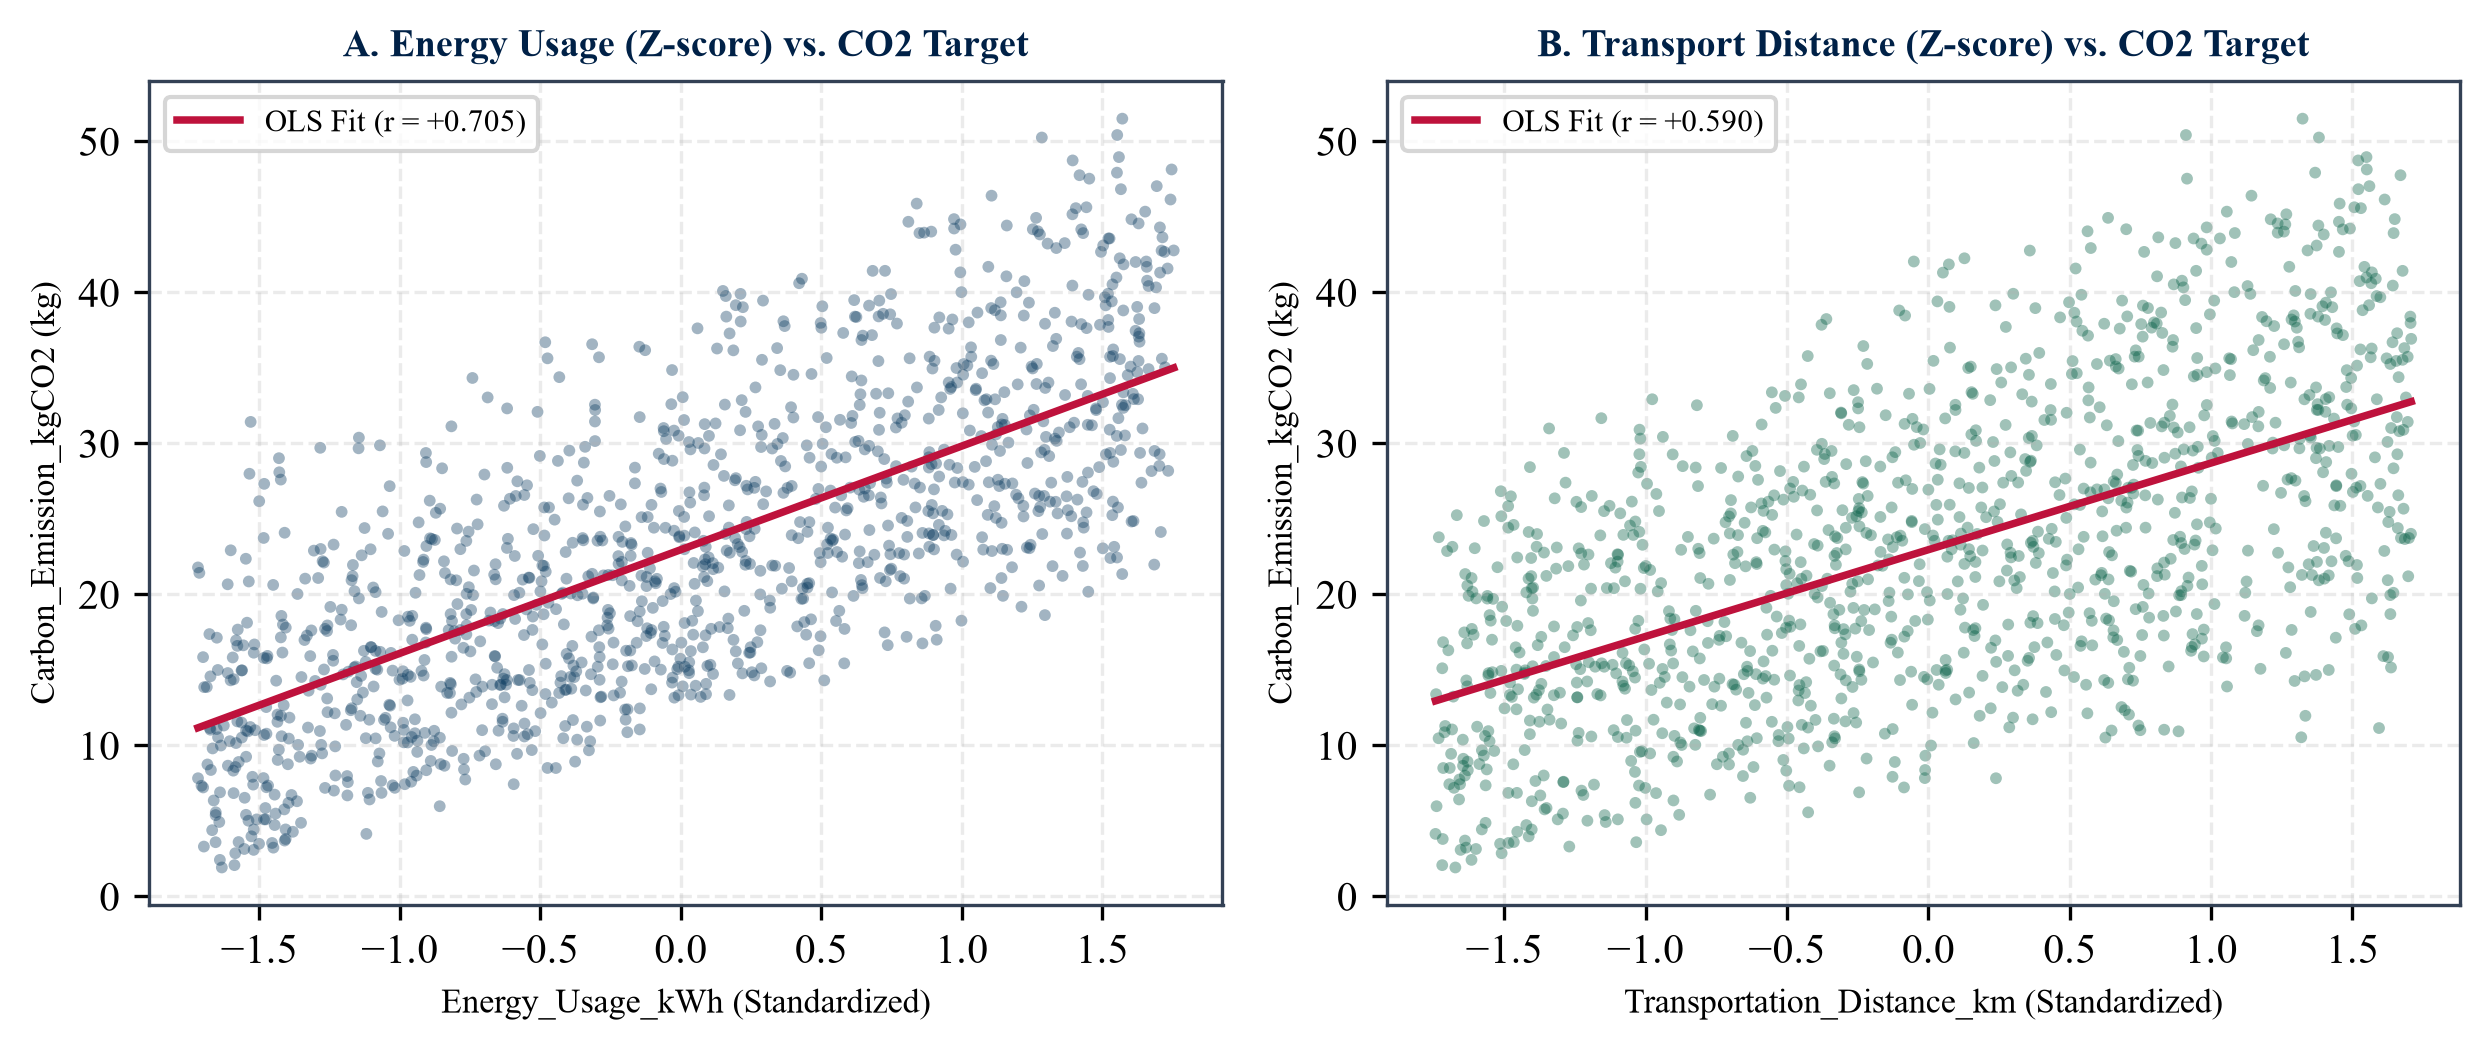 A. Energy Usage (Z-score) vs. CO2 Target
OLS Fit (r = +0.705)
Carbon_Emission_kgCO2 (kg)
50
40
30
20
10
0
−1.5 −1.0 −0.5 0.0 0.5 1.0 1.5
Energy_Usage_kWh (Standardized)
B. Transport Distance (Z-score) vs. CO2 Target
OLS Fit (r = +0.590)
Carbon_Emission_kgCO2 (kg)
50
40
30
20
10
0
−1.5 −1.0 −0.5 0.0 0.5 1.0 1.5
Transportation_Distance_km (Standardized)